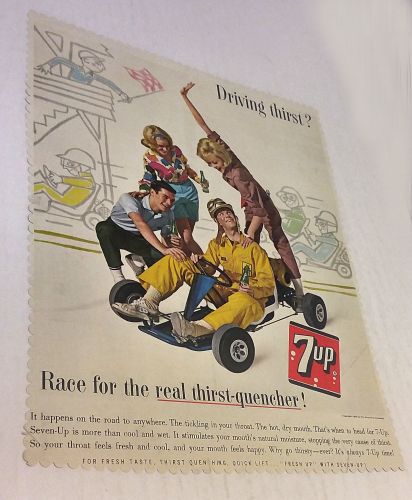 Driving thirst?
7up
Race for the real thirst-quencher!
It happens on the road to anywhere. The tickling in your throat. The hot, dry mouth. That's when to head for 7-Up.
Seven-Up is more than cool and wet. It stimulates your mouth's natural moisture, stopping the very cause of thirst.
So your throat feels fresh and cool, and your mouth feels happy. Why go thirsty—ever? It's always 7-Up time!
FOR FRESH TASTE, THIRST QUENCHING, QUICK LIFT... "FRESH UP" WITH SEVEN-UP!